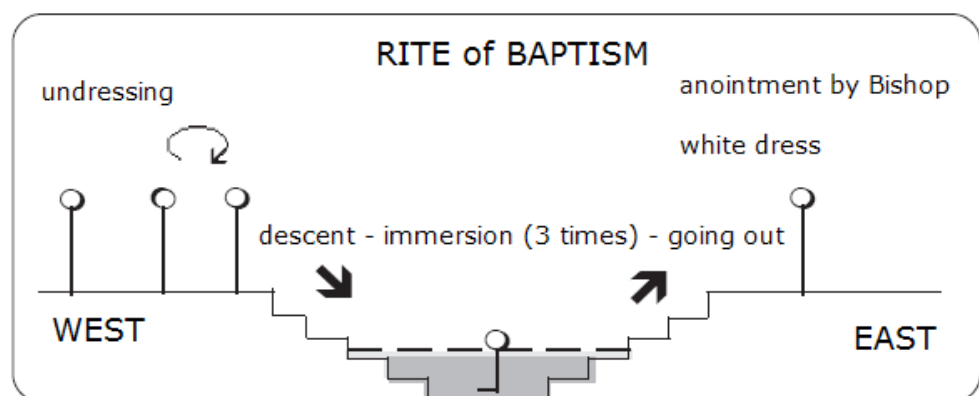 RITE of BAPTISM
undressing
anointment by Bishop
white dress
descent - immersion (3 times) - going out
WEST
EAST